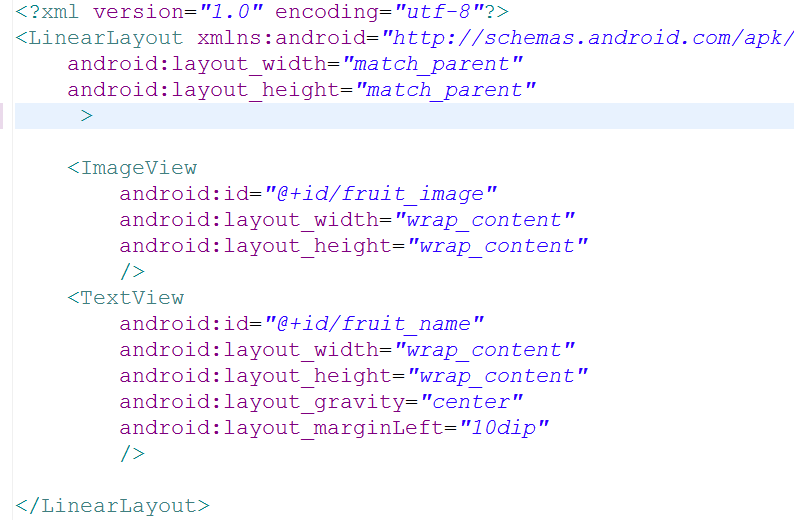 <?xml version="1.0" encoding="utf-8"?>
<LinearLayout xmlns:android="http://schemas.android.com/apk/
android:layout_width="match_parent"
android:layout_height="match_parent"
>
<ImageView
android:id="@+id/fruit_image"
android:layout_width="wrap_content"
android:layout_height="wrap_content"
/>
<TextView
android:id="@+id/fruit_name"
android:layout_width="wrap_content"
android:layout_height="wrap_content"
android:layout_gravity="center"
android:layout_marginLeft="10dip"
/>
</LinearLayout>